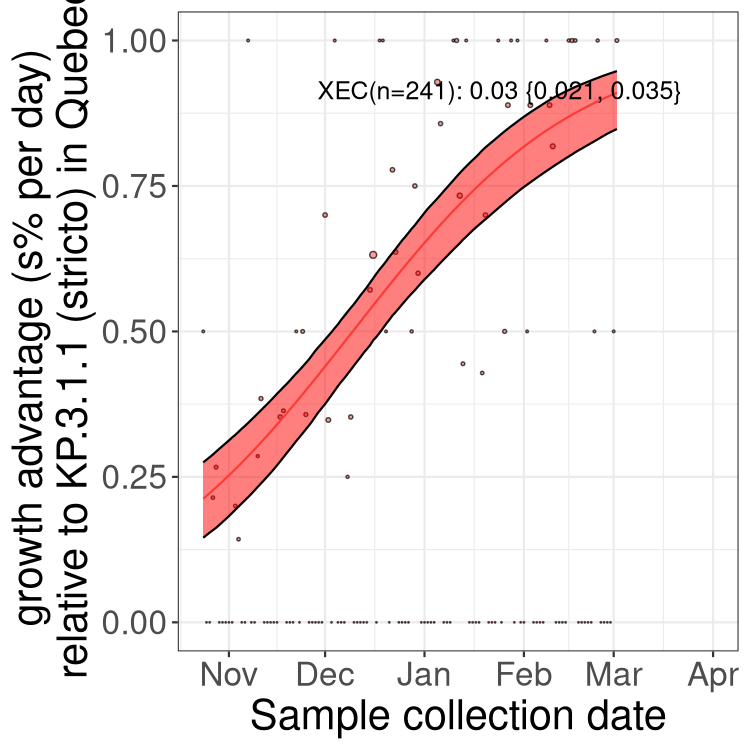 growth advantage (s% per day)
relative to KP.3.1.1 (stricto) in Quebec
1.00
0.75
0.50
0.25
0.00
XEC(n=241): 0.03 {0.021, 0.035}
Nov Dec Jan Feb Mar Apr
Sample collection date